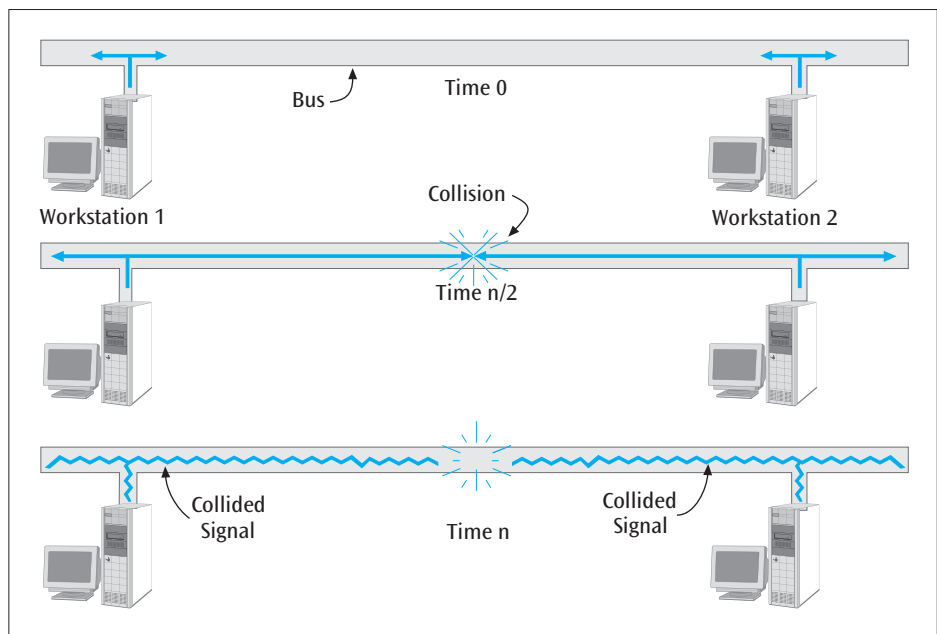 Bus
Time 0
Workstation 1
Collision
Workstation 2
Time n/2
Collided
Signal
Time n
Collided
Signal